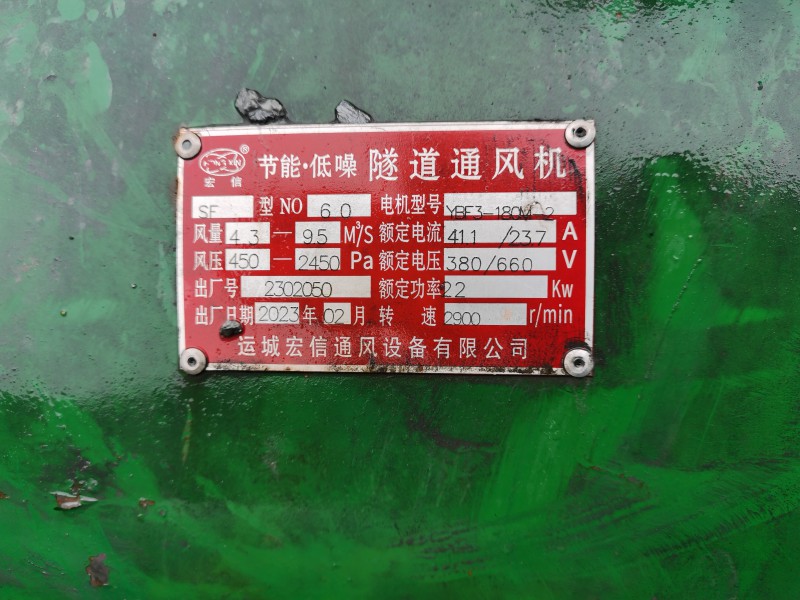 宏信®
节能·低噪 隧道通风机
SF 型 NO 6.0 电机型号 YBF3-180M-2
风量 4.3 — 9.5 M³/S 额定电流 41.1 /23.7 A
风压 450 — 2450 Pa 额定电压 380/660 V
出厂号 2302050 额定功率 22 Kw
出厂日期 2023 年 02 月 转 速 2900 r/min
运城宏信通风设备有限公司